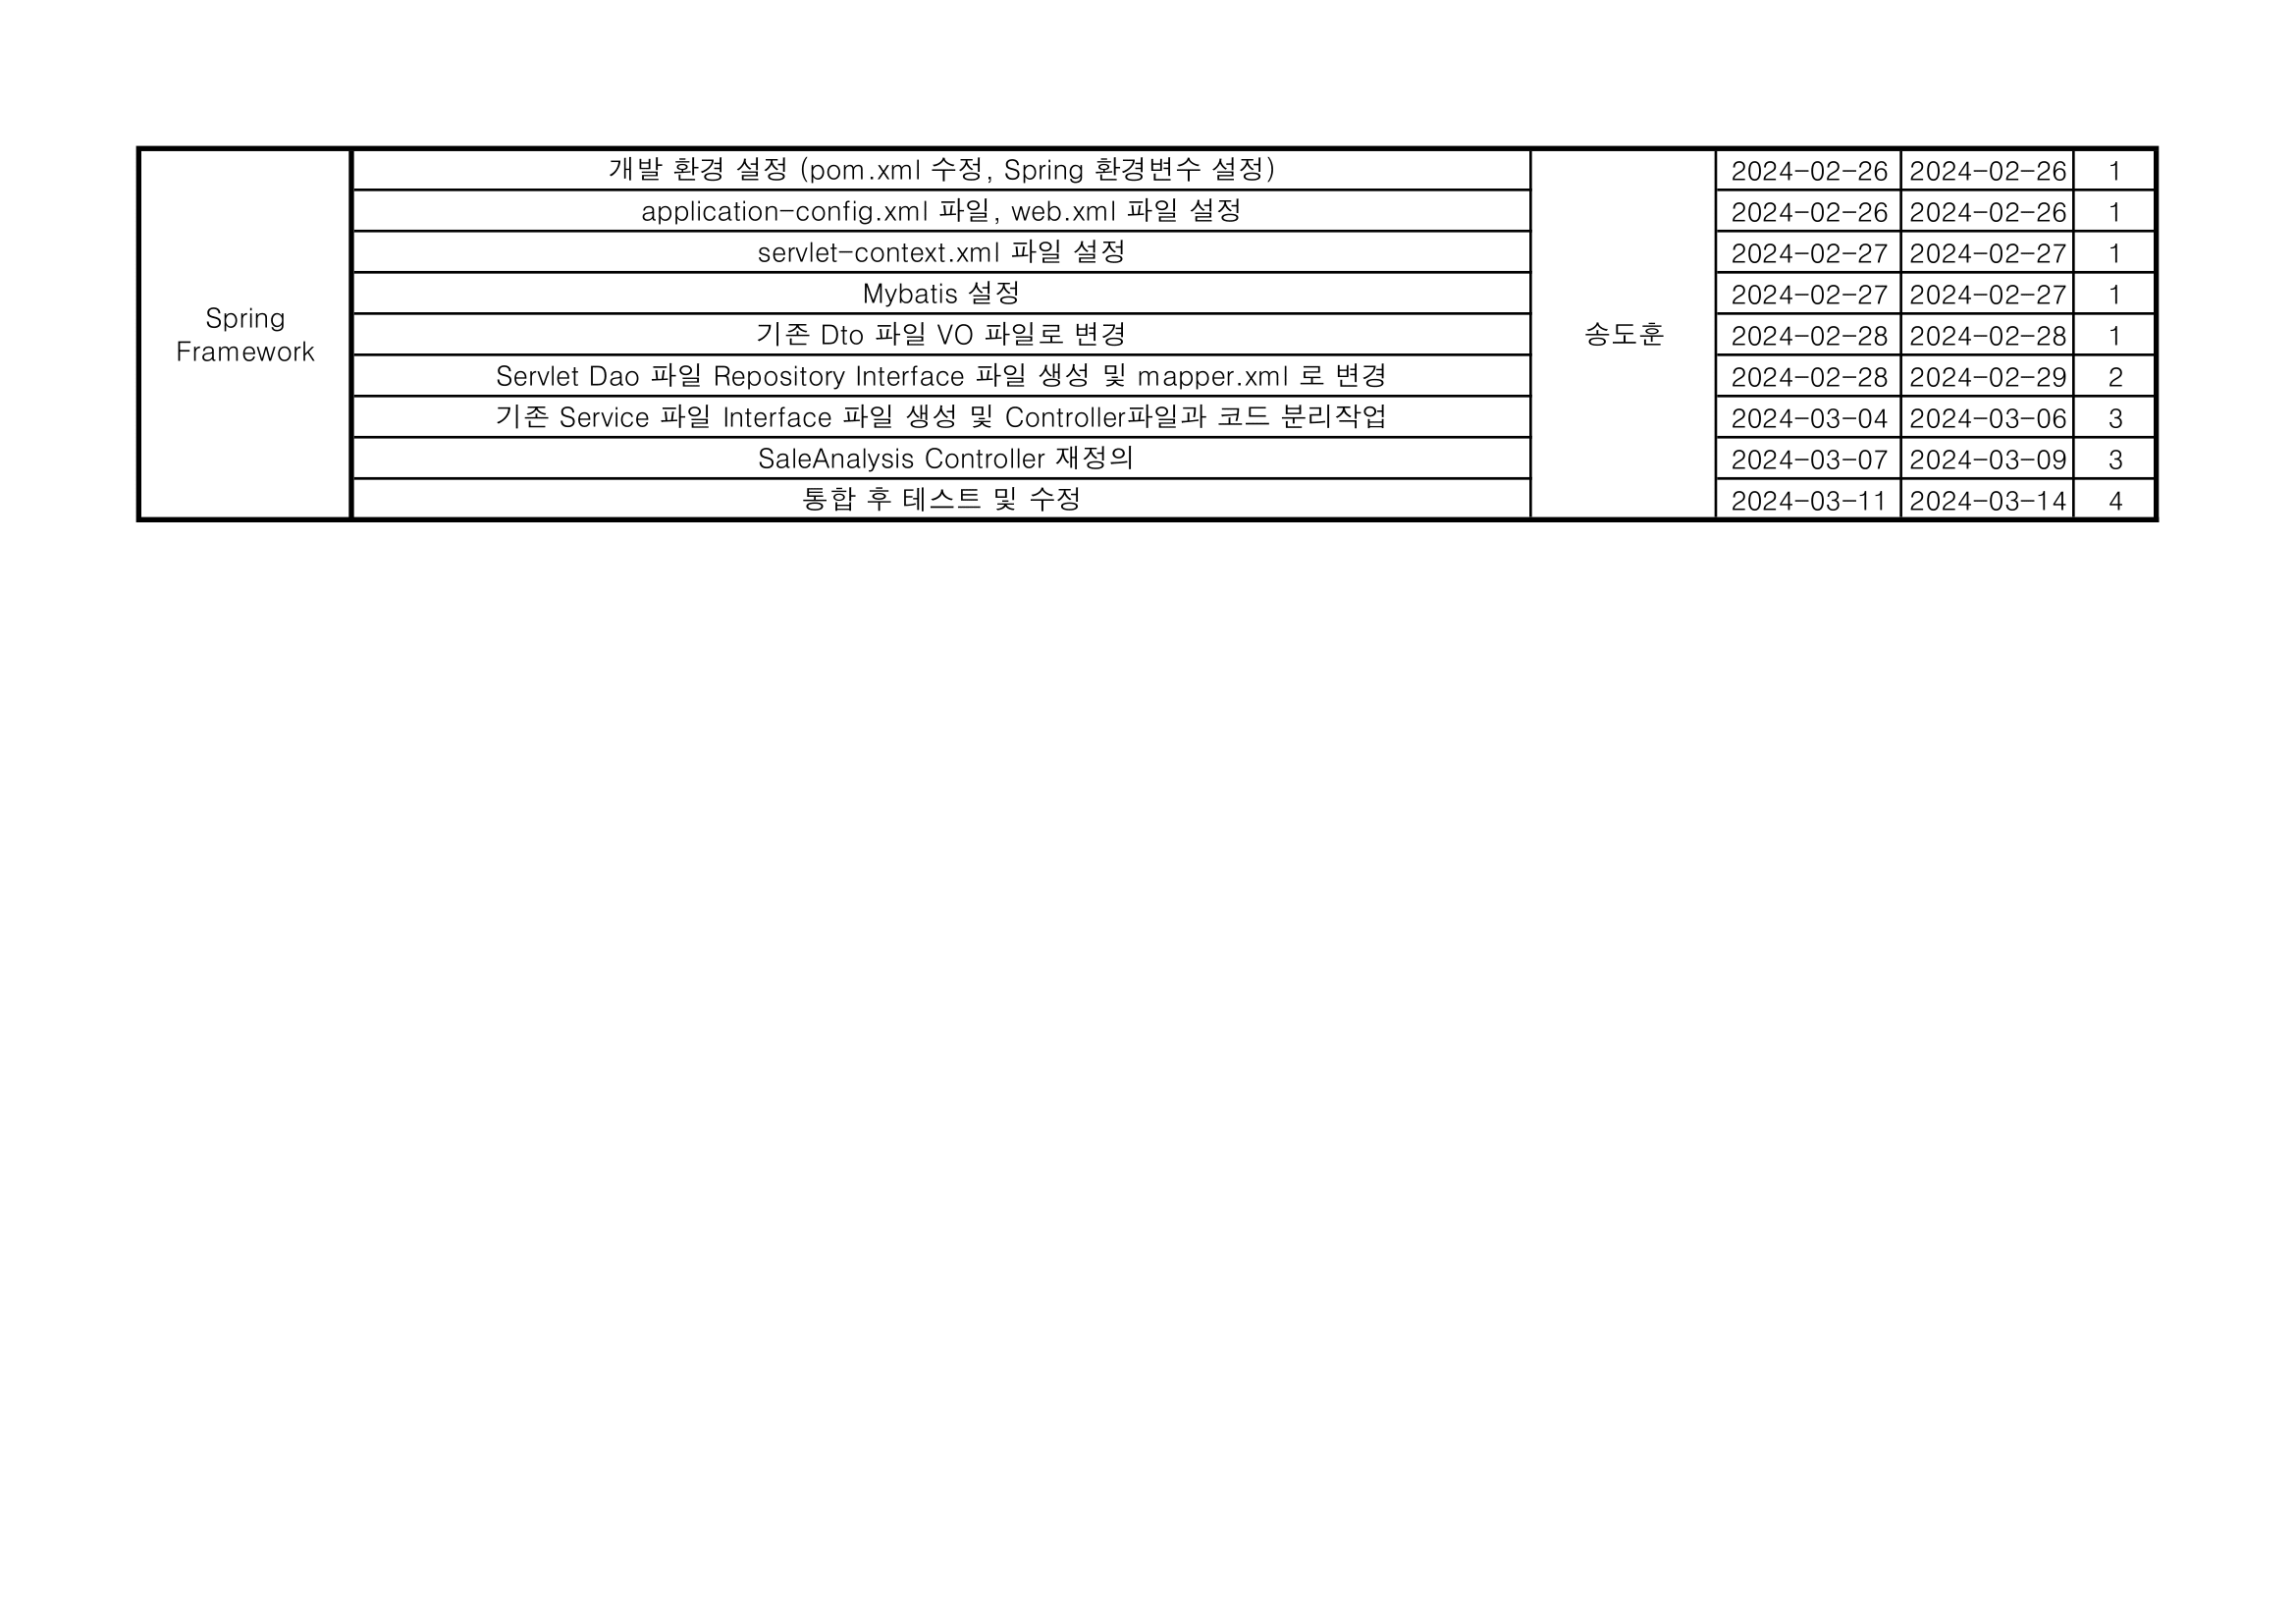 Spring
Framework
개발 환경 설정 (pom.xml 수정, Spring 환경변수 설정) 송도훈 2024-02-26 2024-02-26 1
application-config.xml 파일, web.xml 파일 설정 2024-02-26 2024-02-26 1
servlet-context.xml 파일 설정 2024-02-27 2024-02-27 1
Mybatis 설정 2024-02-27 2024-02-27 1
기존 Dto 파일 VO 파일로 변경 2024-02-28 2024-02-28 1
Servlet Dao 파일 Repository Interface 파일 생성 및 mapper.xml 로 변경 2024-02-28 2024-02-29 2
기존 Service 파일 Interface 파일 생성 및 Controller파일과 코드 분리작업 2024-03-04 2024-03-06 3
SaleAnalysis Controller 재정의 2024-03-07 2024-03-09 3
통합 후 테스트 및 수정 2024-03-11 2024-03-14 4